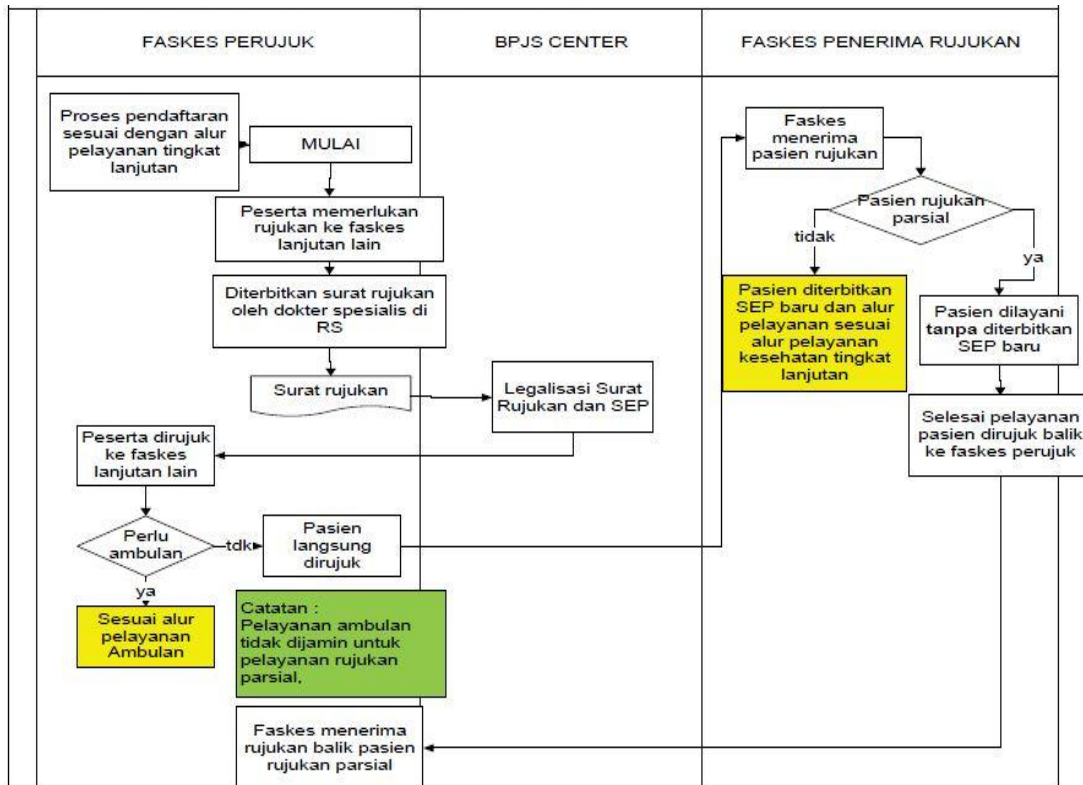 FASKES PERUJUK
BPJS CENTER
FASKES PENERIMA RUJUKAN
Proses pendaftaran
sesuai dengan alur
pelayanan tingkat
lanjutan
MULAI
Peserta memerlukan
rujukan ke faskes
lanjutan lain
Diterbitkan surat rujukan
oleh dokter spesialis di
RS
Surat rujukan
Legalisasi Surat
Rujukan dan SEP
Peserta dirujuk
ke faskes
lanjutan lain
Perlu
ambulan
tdk
Pasien
langsung
dirujuk
ya
Sesuai alur
pelayanan
Ambulan
Catatan :
Pelayanan ambulan
tidak dijamin untuk
pelayanan rujukan
parsial,
Faskes
menerima
pasien rujukan
Pasien rujukan
parsial
tidak
ya
Pasien diterbitkan
SEP baru dan alur
pelayanan sesuai
alur pelayanan
kesehatan tingkat
lanjutan
Pasien dilayani
tanpa diterbitkan
SEP baru
Selesai pelayanan
pasien dirujuk balik
ke faskes perujuk
Faskes menerima
rujukan balik pasien
rujukan parsial